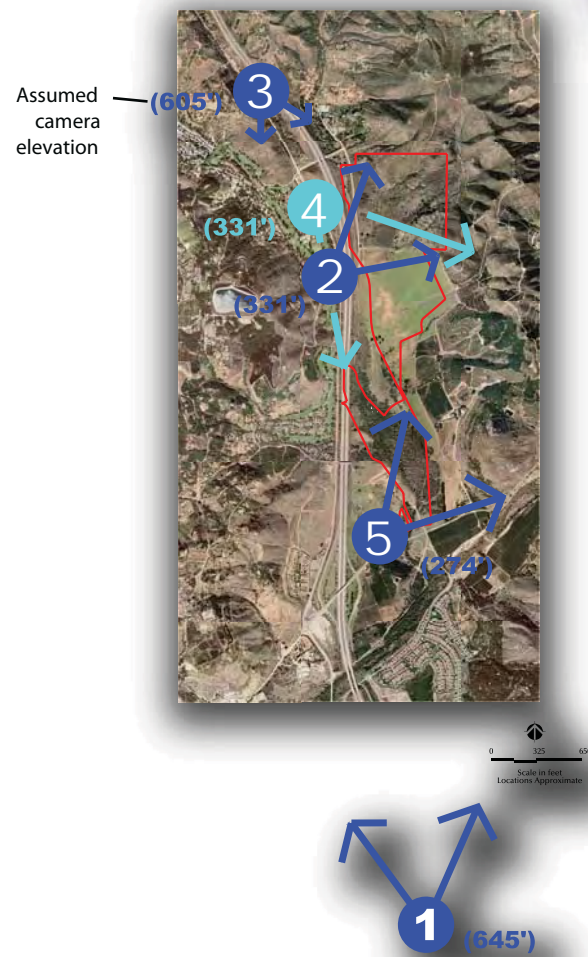 Assumed
camera
elevation
(605')
3
4
(331')
2
(331')
5
(274')
0 325 650
Scale in feet
Locations Approximate
1
(645')